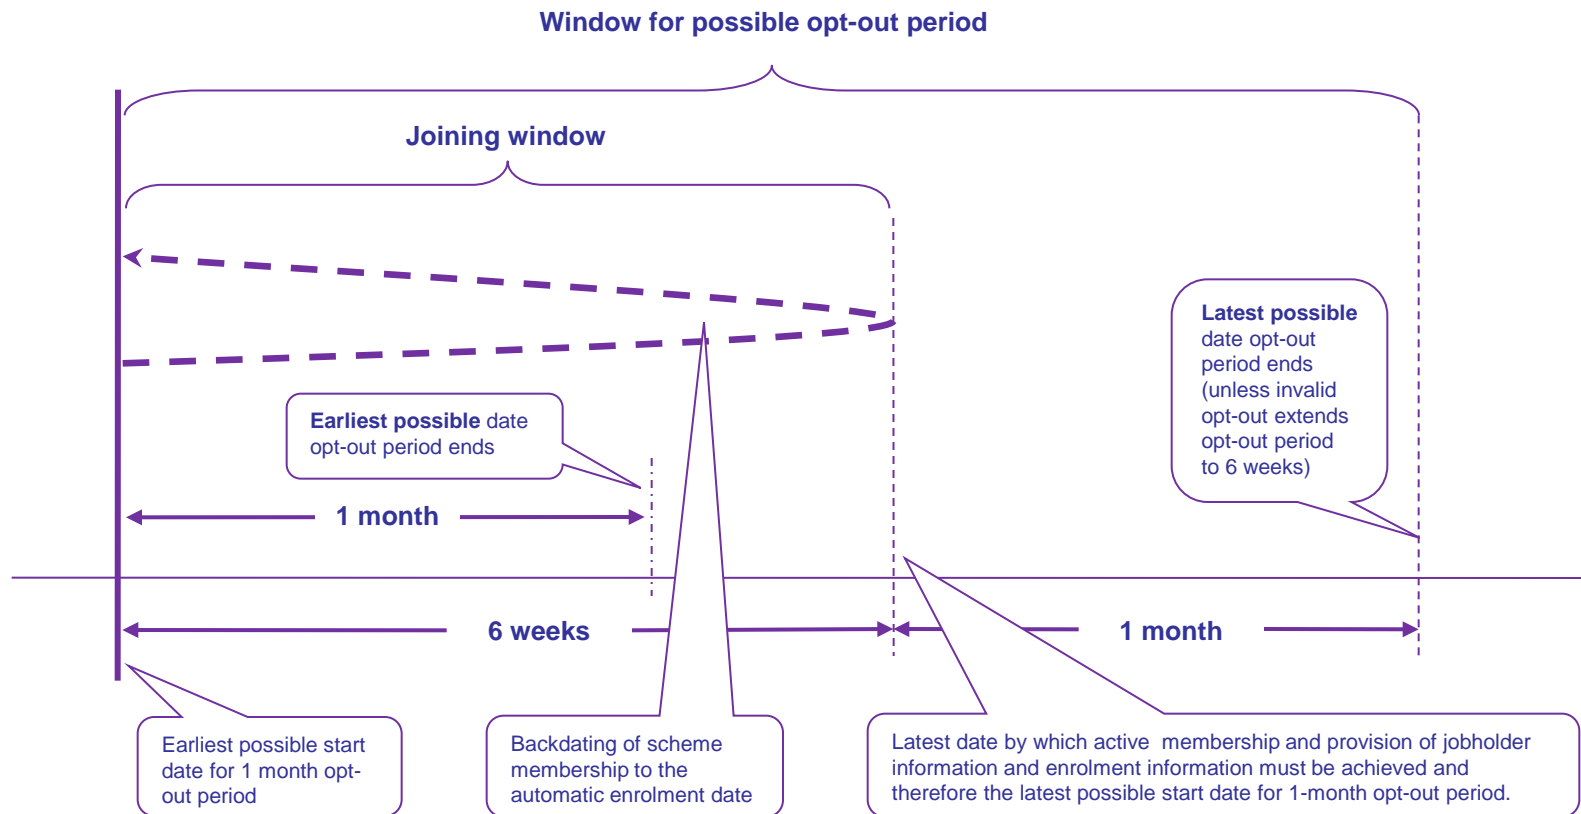 Window for possible opt-out period
Joining window
Latest possible
date opt-out
period ends
(unless invalid
opt-out extends
opt-out period
to 6 weeks)
Earliest possible date
opt-out period ends
1 month
6 weeks
1 month
Earliest possible start
date for 1 month opt-
out period
Backdating of scheme
membership to the
automatic enrolment date
Latest date by which active  membership and provision of jobholder
information and enrolment information must be achieved and
therefore the latest possible start date for 1-month opt-out period.